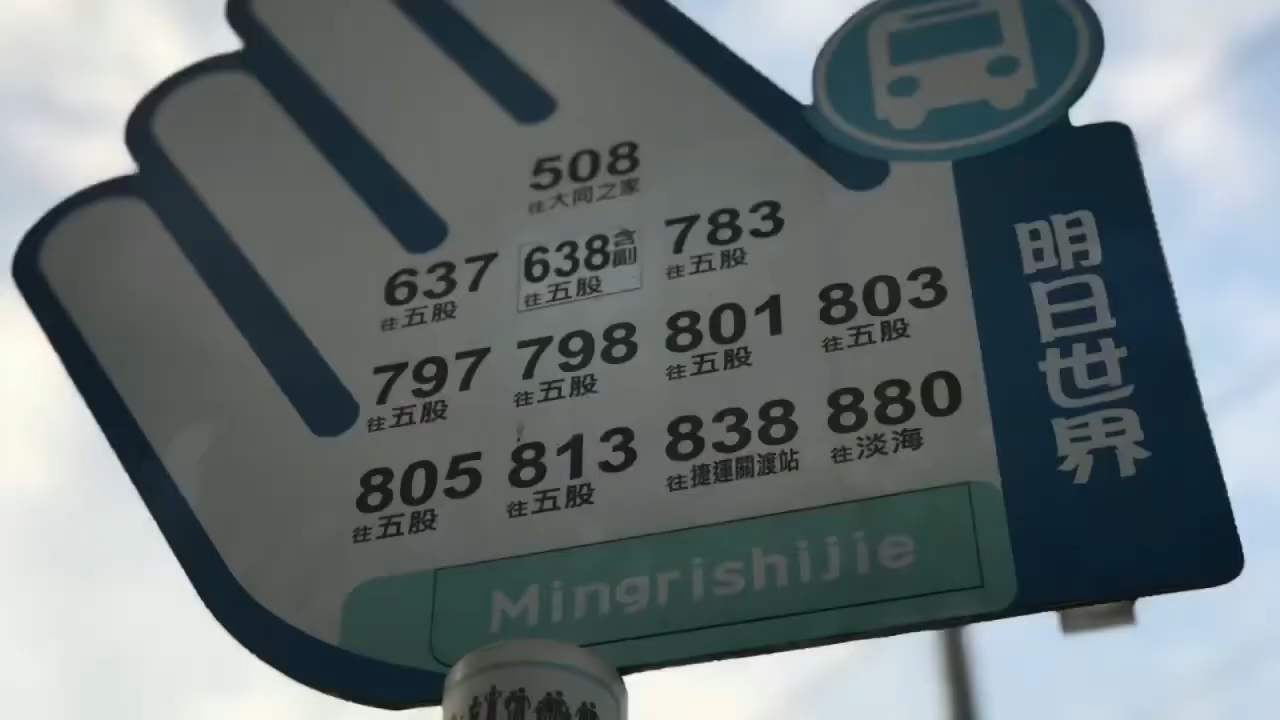 508
往大同之家
637
往五股
638含副
往五股
783
往五股
797
往五股
798
往五股
801
往五股
803
往五股
805
往五股
813
往五股
838
往捷運關渡站
880
往淡海
明日世界
Mingrishijie